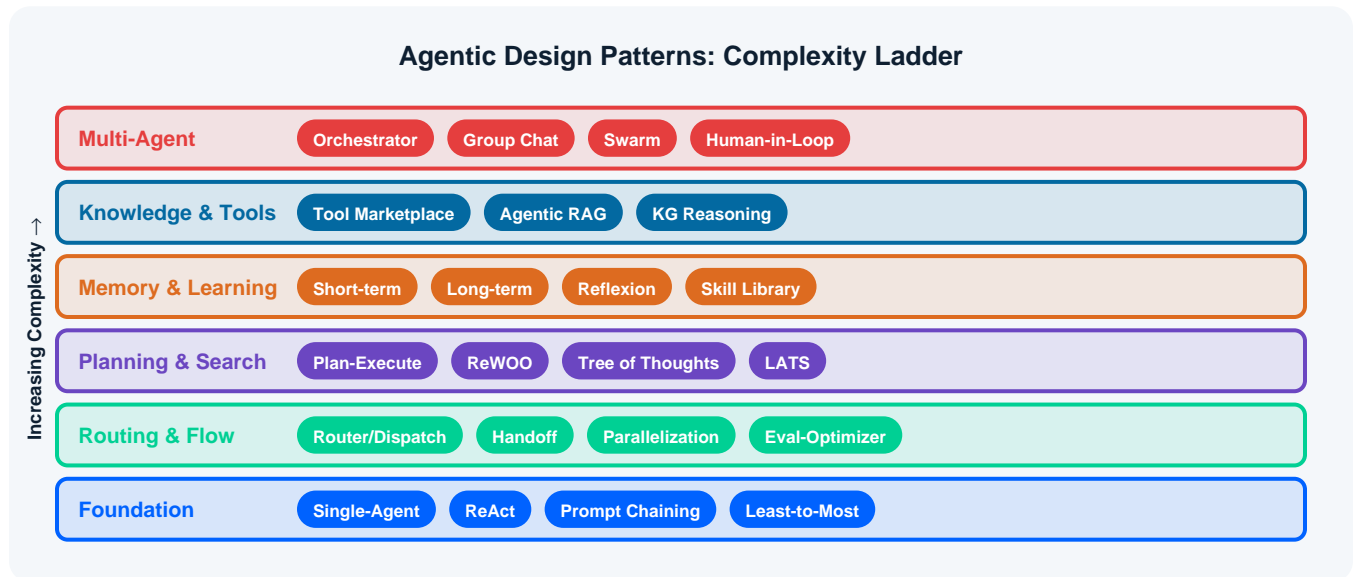 Agentic Design Patterns: Complexity Ladder
Multi-Agent Orchestrator Group Chat Swarm Human-in-Loop
Knowledge & Tools Tool Marketplace Agentic RAG KG Reasoning
Memory & Learning Short-term Long-term Reflexion Skill Library
Planning & Search Plan-Execute ReWOO Tree of Thoughts LATS
Routing & Flow Router/Dispatch Handoff Parallelization Eval-Optimizer
Foundation Single-Agent ReAct Prompt Chaining Least-to-Most
Increasing Complexity →